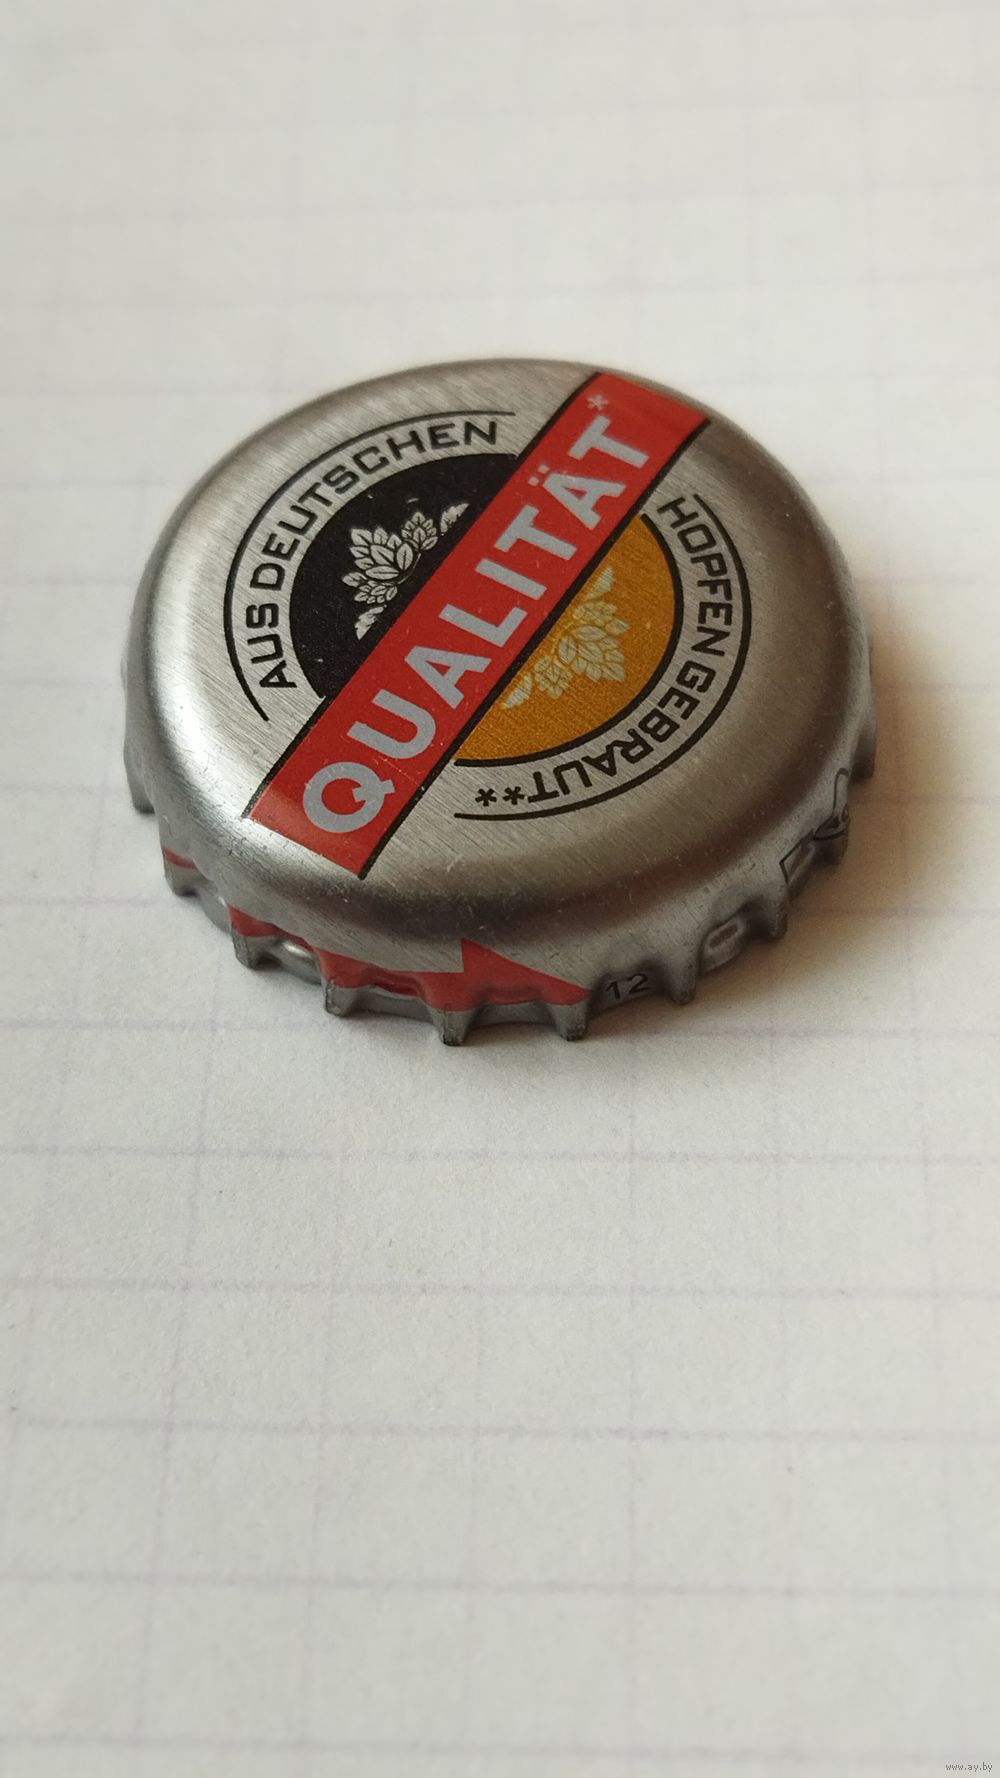 AUS DEUTSCHEN
QUALITÄT*
HOPFEN GEBRAUT**
12
www.ay.by